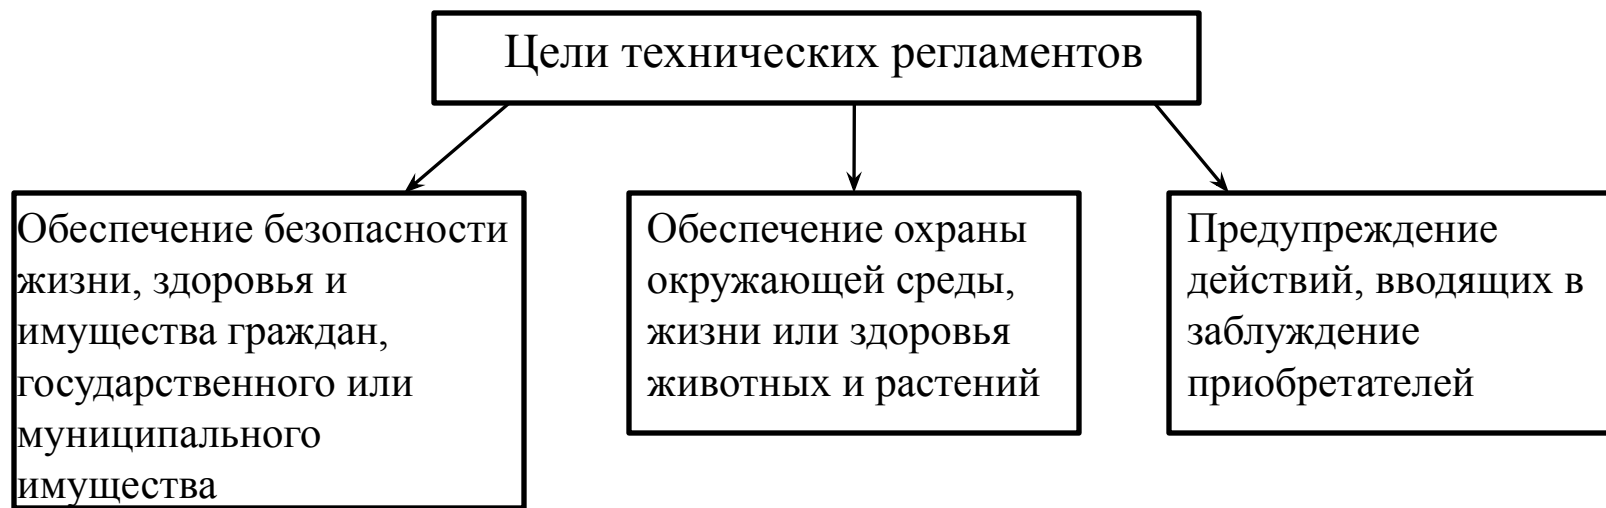 Цели технических регламентов
Обеспечение безопасности
жизни, здоровья и
имущества граждан,
государственного или
муниципального
имущества
Обеспечение охраны
окружающей среды,
жизни или здоровья
животных и растений
Предупреждение
действий, вводящих в
заблуждение
приобретателей